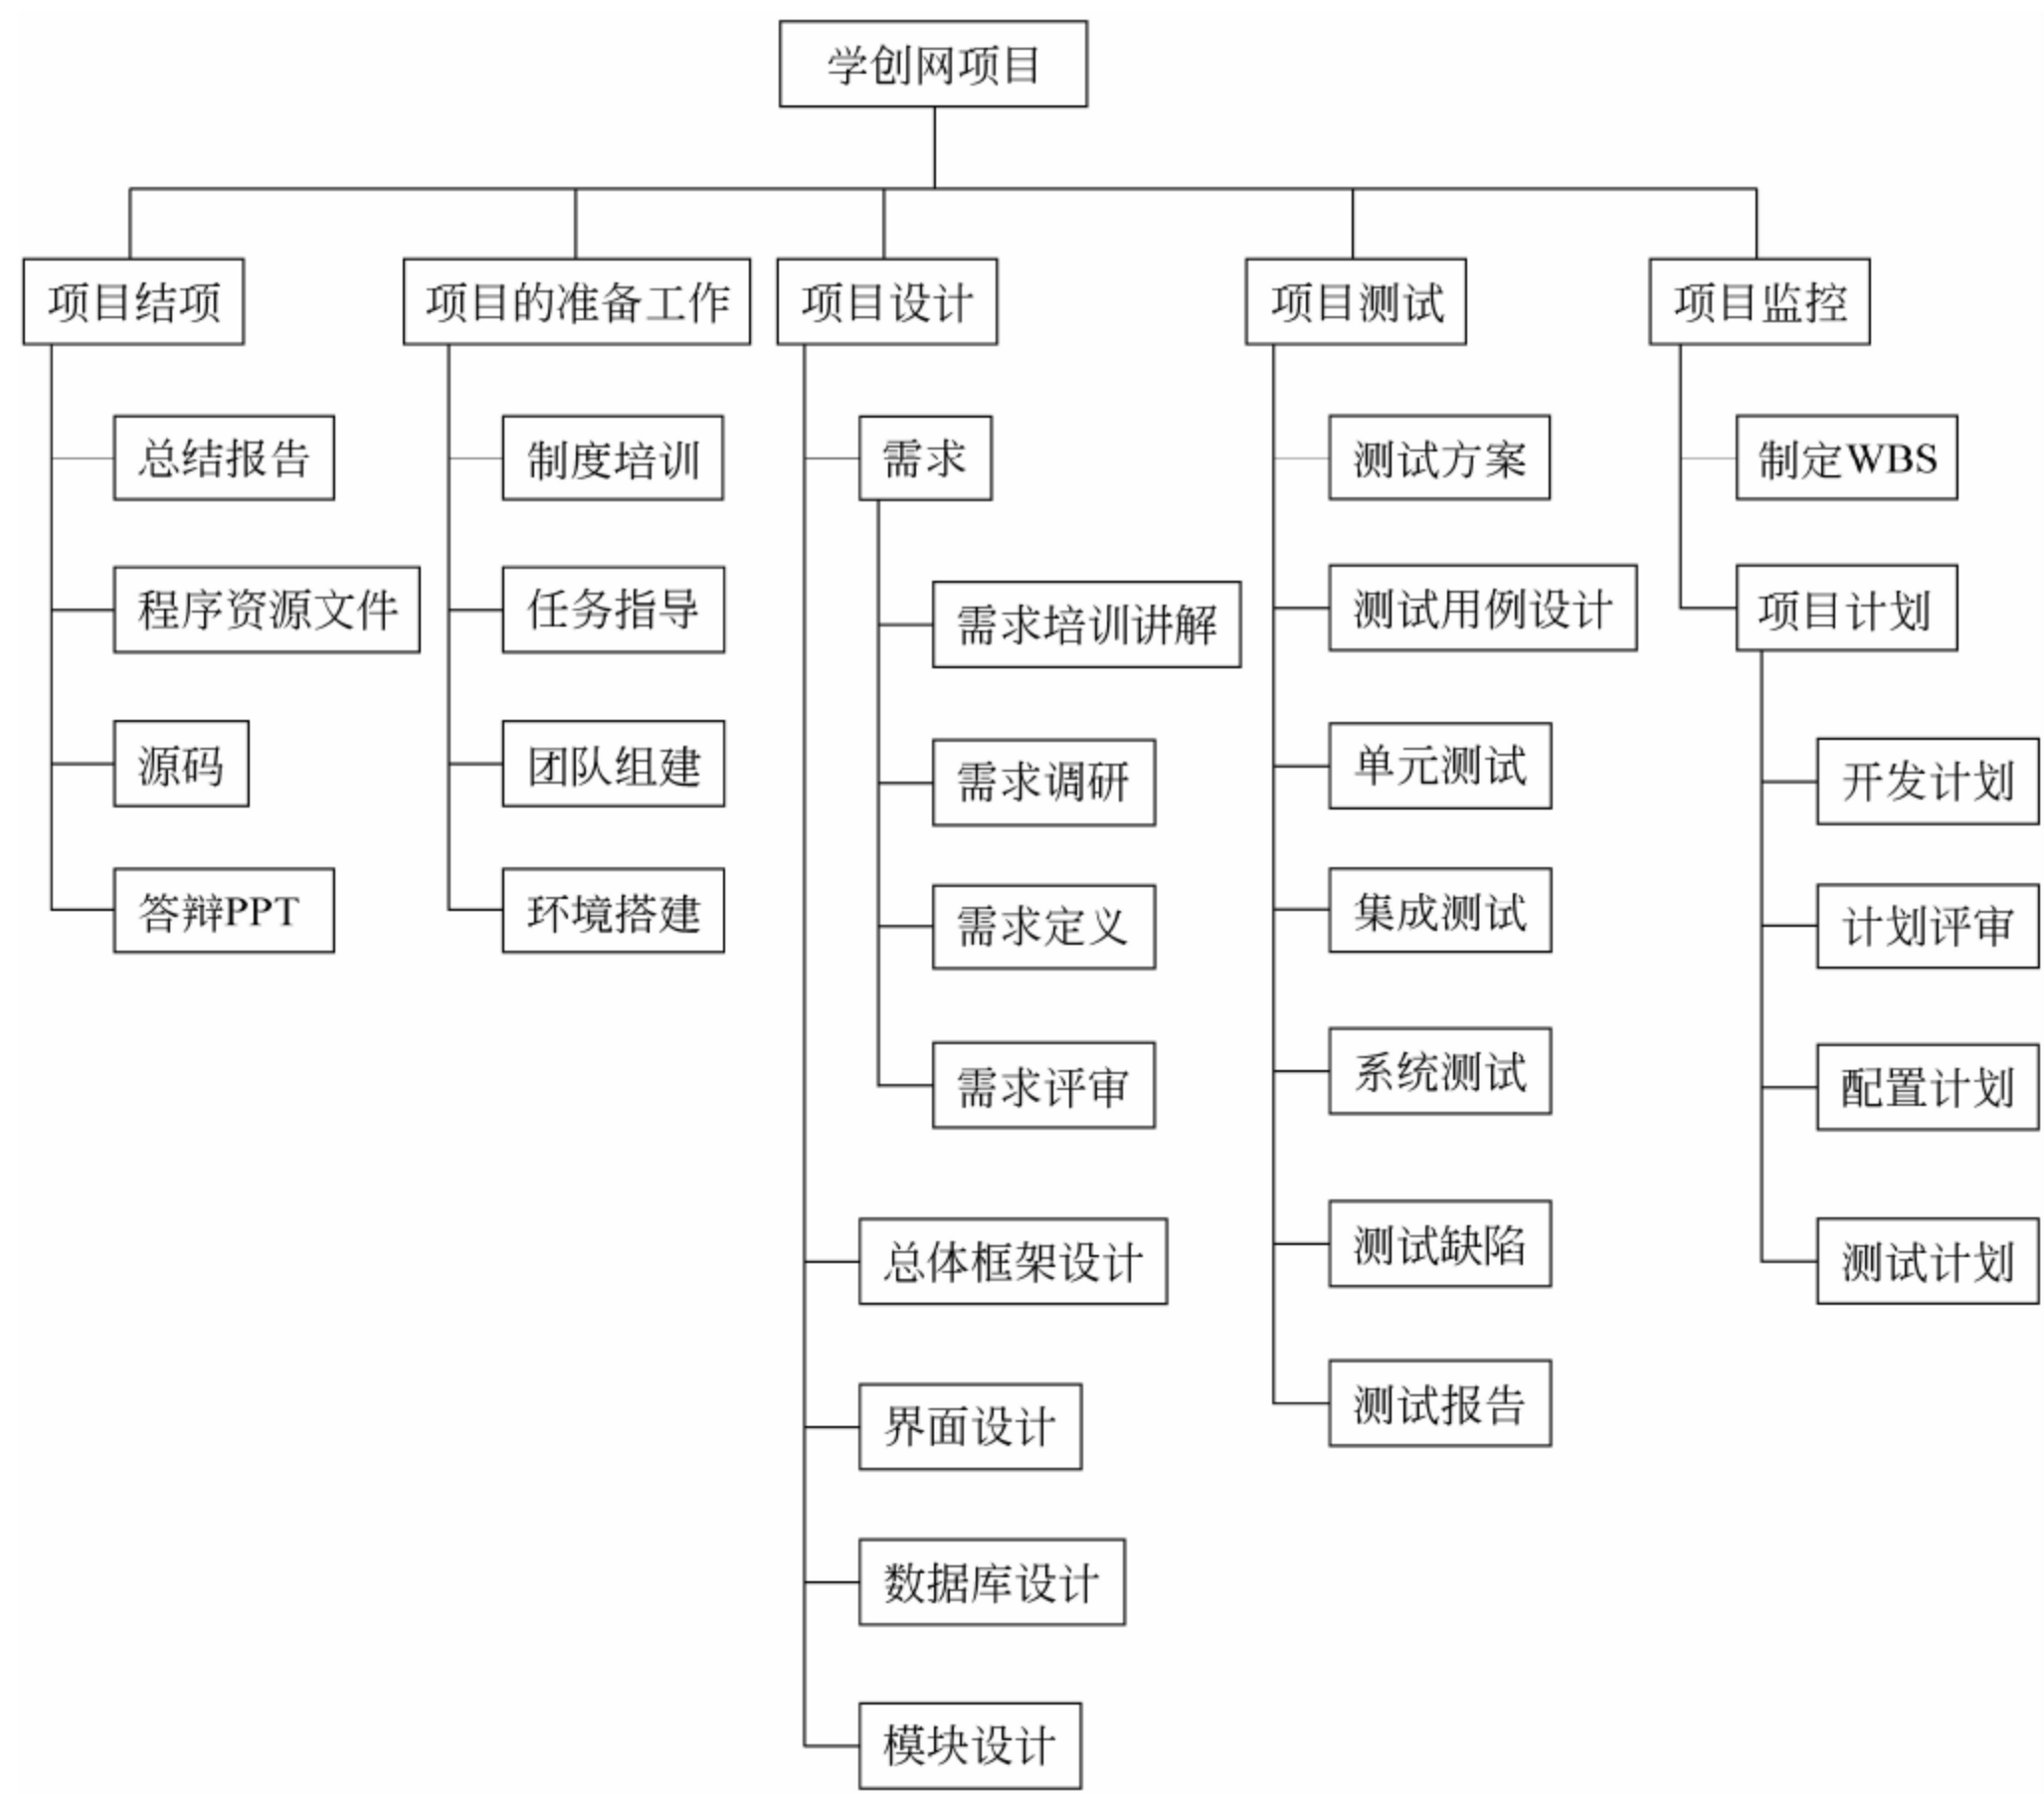 学创网项目
项目结项
总结报告
程序资源文件
源码
答辩PPT
项目的准备工作
制度培训
任务指导
团队组建
环境搭建
项目设计
需求
需求培训讲解
需求调研
需求定义
需求评审
总体框架设计
界面设计
数据库设计
模块设计
项目测试
测试方案
测试用例设计
单元测试
集成测试
系统测试
测试缺陷
测试报告
项目监控
制定WBS
项目计划
开发计划
计划评审
配置计划
测试计划